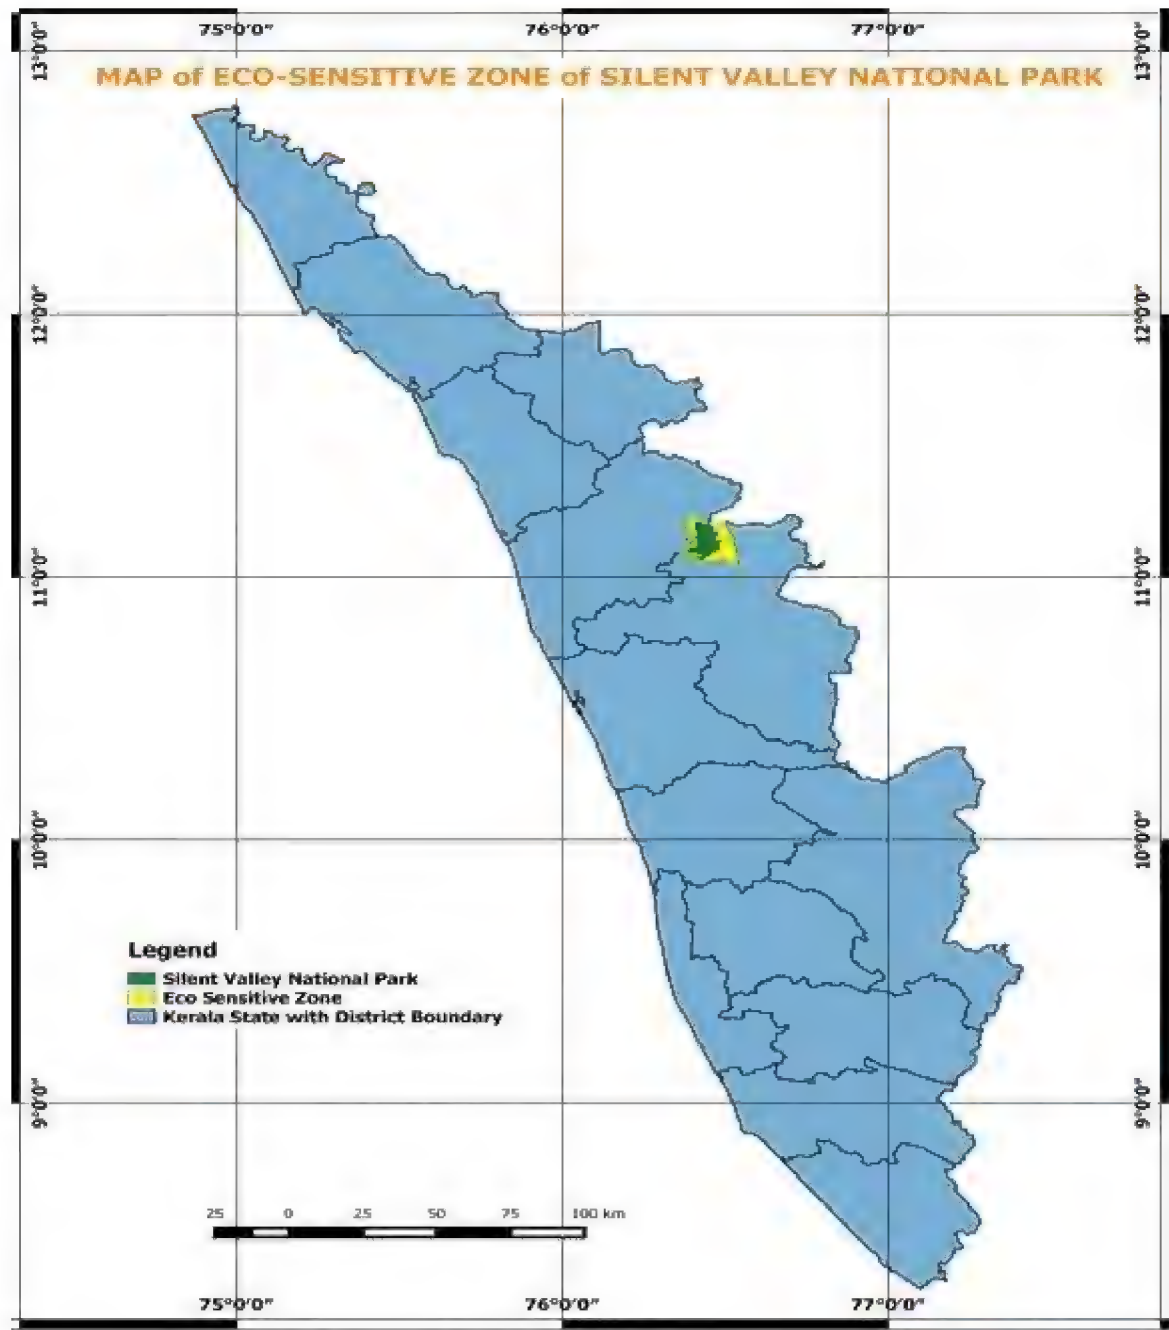 75°0'0" 76°0'0" 77°0'0"
13°0'0" 13°0'0"
MAP of ECO-SENSITIVE ZONE of SILENT VALLEY NATIONAL PARK
12°0'0" 12°0'0"
11°0'0" 11°0'0"
10°0'0" 10°0'0"
Legend
Silent Valley National Park
Eco Sensitive Zone
Kerala State with District Boundary
9°0'0" 9°0'0"
25 0 25 50 75 100 km
75°0'0" 76°0'0" 77°0'0"